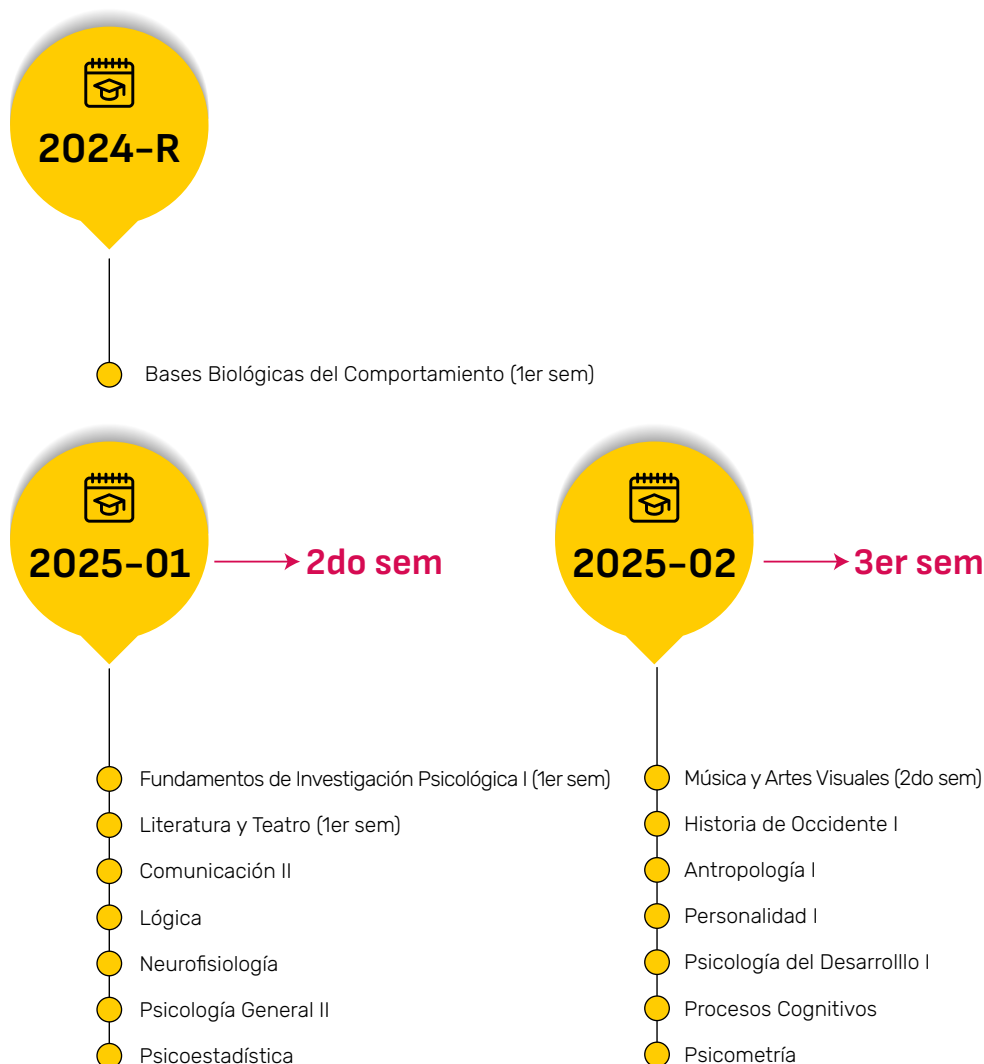 2024-R
Bases Biológicas del Comportamiento (1er sem)
2025-01
2do sem
Fundamentos de Investigación Psicológica I (1er sem)
Literatura y Teatro (1er sem)
Comunicación II
Lógica
Neurofisiología
Psicología General II
Psicoestadística
2025-02
3er sem
Música y Artes Visuales (2do sem)
Historia de Occidente I
Antropología I
Personalidad I
Psicología del Desarrolllo I
Procesos Cognitivos
Psicometría